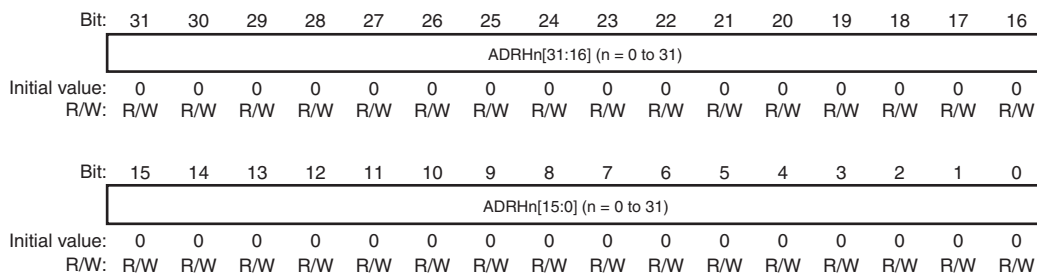 Bit: 31 30 29 28 27 26 25 24 23 22 21 20 19 18 17 16
ADRHn[31:16] (n = 0 to 31)
Initial value: 0 0 0 0 0 0 0 0 0 0 0 0 0 0 0 0
R/W: R/W R/W R/W R/W R/W R/W R/W R/W R/W R/W R/W R/W R/W R/W R/W R/W
Bit: 15 14 13 12 11 10 9 8 7 6 5 4 3 2 1 0
ADRHn[15:0] (n = 0 to 31)
Initial value: 0 0 0 0 0 0 0 0 0 0 0 0 0 0 0 0
R/W: R/W R/W R/W R/W R/W R/W R/W R/W R/W R/W R/W R/W R/W R/W R/W R/W